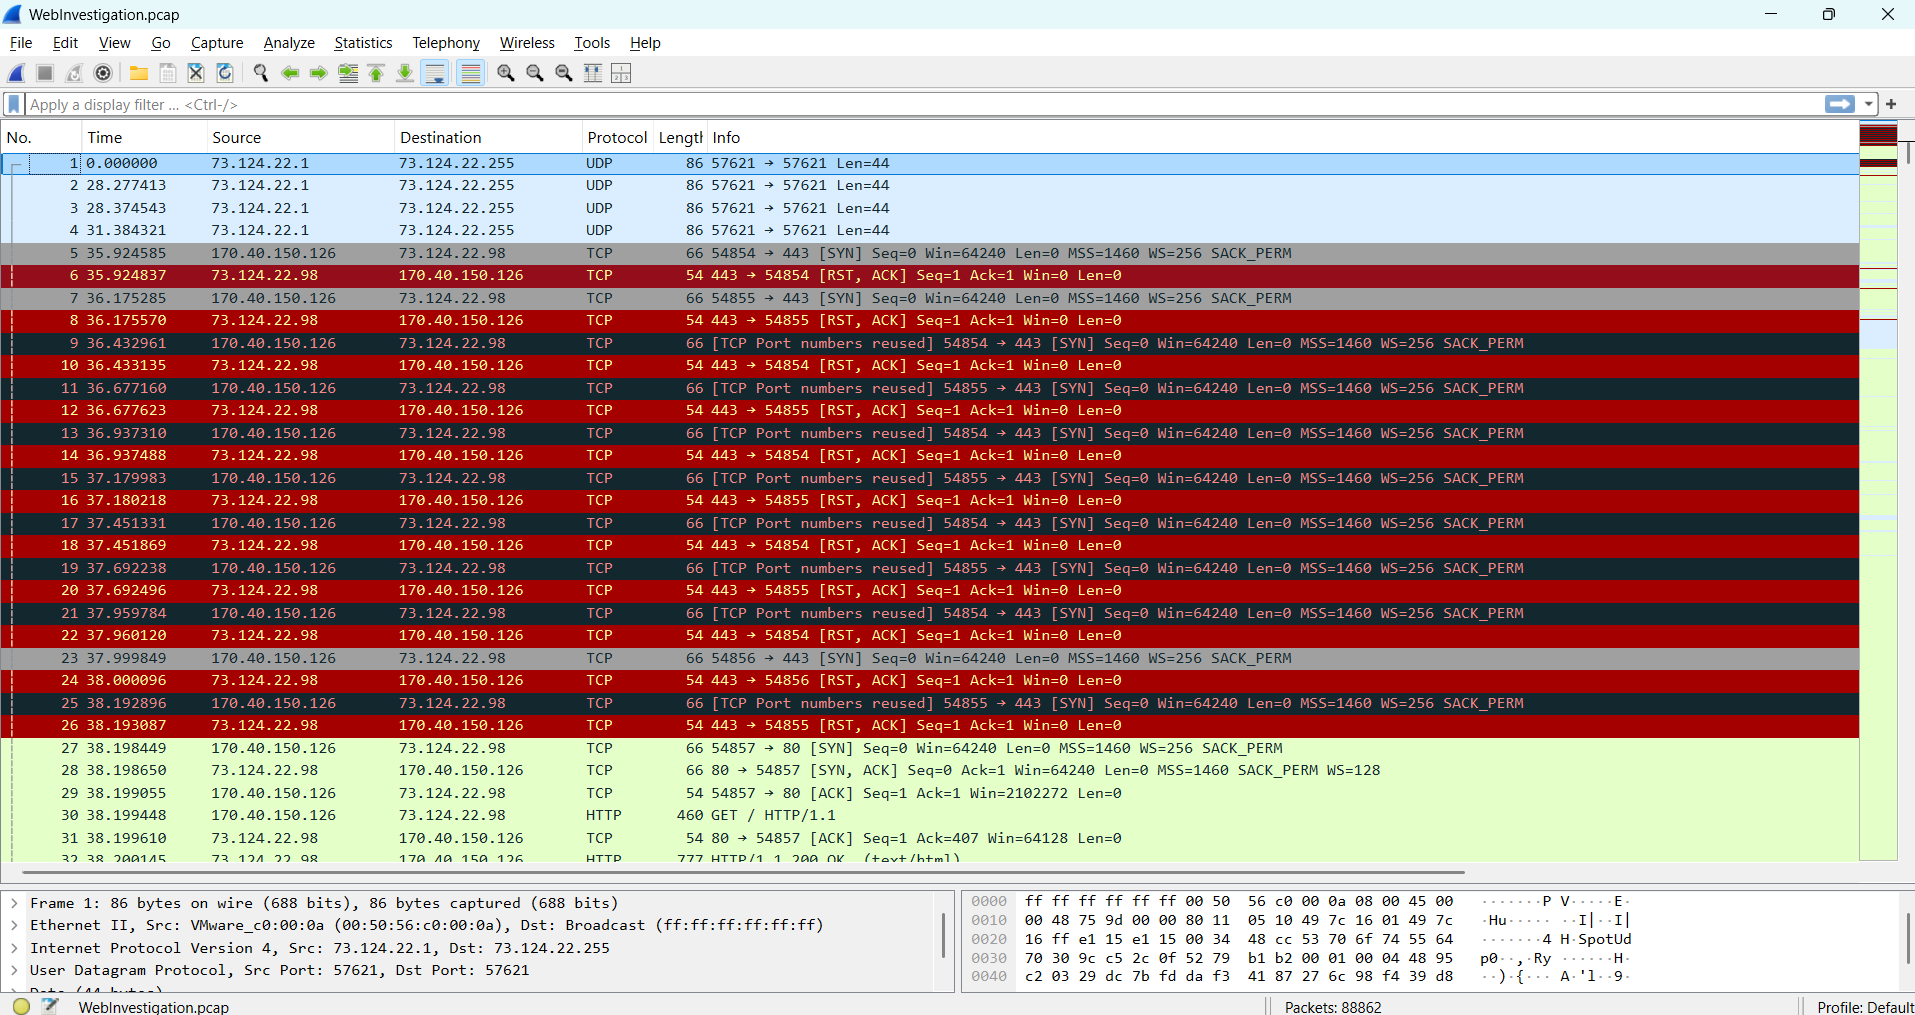 WebInvestigation.pcap
File Edit View Go Capture Analyze Statistics Telephony Wireless Tools Help
Apply a display filter … <Ctrl-/>
No. Time Source Destination Protocol Length Info
1 0.000000 73.124.22.1 73.124.22.255 UDP 86 57621 → 57621 Len=44
2 28.277413 73.124.22.1 73.124.22.255 UDP 86 57621 → 57621 Len=44
3 28.374543 73.124.22.1 73.124.22.255 UDP 86 57621 → 57621 Len=44
4 31.384321 73.124.22.1 73.124.22.255 UDP 86 57621 → 57621 Len=44
5 35.924585 170.40.150.126 73.124.22.98 TCP 66 54854 → 443 [SYN] Seq=0 Win=64240 Len=0 MSS=1460 WS=256 SACK_PERM
6 35.924837 73.124.22.98 170.40.150.126 TCP 54 443 → 54854 [RST, ACK] Seq=1 Ack=1 Win=0 Len=0
7 36.175285 170.40.150.126 73.124.22.98 TCP 66 54855 → 443 [SYN] Seq=0 Win=64240 Len=0 MSS=1460 WS=256 SACK_PERM
8 36.175570 73.124.22.98 170.40.150.126 TCP 54 443 → 54855 [RST, ACK] Seq=1 Ack=1 Win=0 Len=0
9 36.432961 170.40.150.126 73.124.22.98 TCP 66 [TCP Port numbers reused] 54854 → 443 [SYN] Seq=0 Win=64240 Len=0 MSS=1460 WS=256 SACK_PERM
10 36.433135 73.124.22.98 170.40.150.126 TCP 54 443 → 54854 [RST, ACK] Seq=1 Ack=1 Win=0 Len=0
11 36.677160 170.40.150.126 73.124.22.98 TCP 66 [TCP Port numbers reused] 54855 → 443 [SYN] Seq=0 Win=64240 Len=0 MSS=1460 WS=256 SACK_PERM
12 36.677623 73.124.22.98 170.40.150.126 TCP 54 443 → 54855 [RST, ACK] Seq=1 Ack=1 Win=0 Len=0
13 36.937310 170.40.150.126 73.124.22.98 TCP 66 [TCP Port numbers reused] 54854 → 443 [SYN] Seq=0 Win=64240 Len=0 MSS=1460 WS=256 SACK_PERM
14 36.937488 73.124.22.98 170.40.150.126 TCP 54 443 → 54854 [RST, ACK] Seq=1 Ack=1 Win=0 Len=0
15 37.179983 170.40.150.126 73.124.22.98 TCP 66 [TCP Port numbers reused] 54855 → 443 [SYN] Seq=0 Win=64240 Len=0 MSS=1460 WS=256 SACK_PERM
16 37.180218 73.124.22.98 170.40.150.126 TCP 54 443 → 54855 [RST, ACK] Seq=1 Ack=1 Win=0 Len=0
17 37.451331 170.40.150.126 73.124.22.98 TCP 66 [TCP Port numbers reused] 54854 → 443 [SYN] Seq=0 Win=64240 Len=0 MSS=1460 WS=256 SACK_PERM
18 37.451869 73.124.22.98 170.40.150.126 TCP 54 443 → 54854 [RST, ACK] Seq=1 Ack=1 Win=0 Len=0
19 37.692238 170.40.150.126 73.124.22.98 TCP 66 [TCP Port numbers reused] 54855 → 443 [SYN] Seq=0 Win=64240 Len=0 MSS=1460 WS=256 SACK_PERM
20 37.692496 73.124.22.98 170.40.150.126 TCP 54 443 → 54855 [RST, ACK] Seq=1 Ack=1 Win=0 Len=0
21 37.959784 170.40.150.126 73.124.22.98 TCP 66 [TCP Port numbers reused] 54854 → 443 [SYN] Seq=0 Win=64240 Len=0 MSS=1460 WS=256 SACK_PERM
22 37.960120 73.124.22.98 170.40.150.126 TCP 54 443 → 54854 [RST, ACK] Seq=1 Ack=1 Win=0 Len=0
23 37.999849 170.40.150.126 73.124.22.98 TCP 66 54856 → 443 [SYN] Seq=0 Win=64240 Len=0 MSS=1460 WS=256 SACK_PERM
24 38.000096 73.124.22.98 170.40.150.126 TCP 54 443 → 54856 [RST, ACK] Seq=1 Ack=1 Win=0 Len=0
25 38.192896 170.40.150.126 73.124.22.98 TCP 66 [TCP Port numbers reused] 54855 → 443 [SYN] Seq=0 Win=64240 Len=0 MSS=1460 WS=256 SACK_PERM
26 38.193087 73.124.22.98 170.40.150.126 TCP 54 443 → 54855 [RST, ACK] Seq=1 Ack=1 Win=0 Len=0
27 38.198449 170.40.150.126 73.124.22.98 TCP 66 54857 → 80 [SYN] Seq=0 Win=64240 Len=0 MSS=1460 WS=256 SACK_PERM
28 38.198650 73.124.22.98 170.40.150.126 TCP 66 80 → 54857 [SYN, ACK] Seq=0 Ack=1 Win=64240 Len=0 MSS=1460 SACK_PERM WS=128
29 38.199055 170.40.150.126 73.124.22.98 TCP 54 54857 → 80 [ACK] Seq=1 Ack=1 Win=2102272 Len=0
30 38.199448 170.40.150.126 73.124.22.98 HTTP 460 GET / HTTP/1.1
31 38.199610 73.124.22.98 170.40.150.126 TCP 54 80 → 54857 [ACK] Seq=1 Ack=407 Win=64128 Len=0
32 38.200145 73.124.22.98 170.40.150.126 HTTP 777 HTTP/1.1 200 OK (text/html)
Frame 1: 86 bytes on wire (688 bits), 86 bytes captured (688 bits)
Ethernet II, Src: VMware_c0:00:0a (00:50:56:c0:00:0a), Dst: Broadcast (ff:ff:ff:ff:ff:ff)
Internet Protocol Version 4, Src: 73.124.22.1, Dst: 73.124.22.255
User Datagram Protocol, Src Port: 57621, Dst Port: 57621
Data (44 bytes)
0000 ff ff ff ff ff ff 00 50 56 c0 00 0a 08 00 45 00 ·······P V·····E·
0010 00 48 75 9d 00 00 80 11 05 10 49 7c 16 01 49 7c ·Hu····· ··I|··I|
0020 16 ff e1 15 e1 15 00 34 48 cc 53 70 6f 74 55 64 ·······4 H·SpotUd
0030 70 30 9c c5 2c 0f 52 79 b1 b2 00 01 00 04 48 95 p0··,·Ry ······H·
0040 c2 03 29 dc 7b fd da f3 41 87 27 6c 98 f4 39 d8 ··)·{··· A·'l··9·
WebInvestigation.pcap
Packets: 88862
Profile: Default